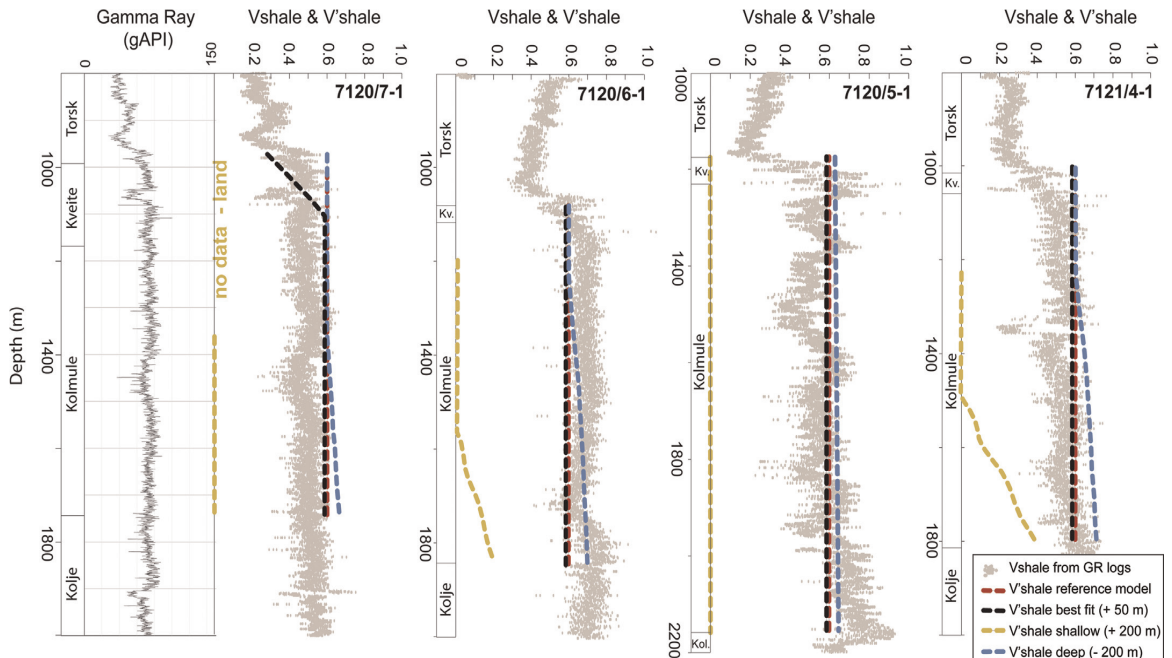 Gamma Ray
(gAPI)
Vshale & V'shale
Vshale & V'shale
Vshale & V'shale
Vshale & V'shale
0
150
0.2
0.4
0.6
0.8
1.0
0
0.2
0.4
0.6
0.8
1.0
0
0.2
0.4
0.6
0.8
1.0
0
0.2
0.4
0.6
0.8
1.0
7120/7-1
7120/6-1
7120/5-1
7121/4-1
Depth (m)
Torsk
Kveite
Kolmule
Kolje
1000
1400
1800
no data - land
Torsk
Kv.
Kolmule
Kolje
1000
1400
1800
Torsk
Kv.
Kolmule
Kol.
1000
1400
1800
2200
Torsk
Kv.
Kolmule
Kolje
1000
1400
1800
Vshale from GR logs
V'shale reference model
V'shale best fit (+ 50 m)
V'shale shallow (+ 200 m)
V'shale deep (- 200 m)